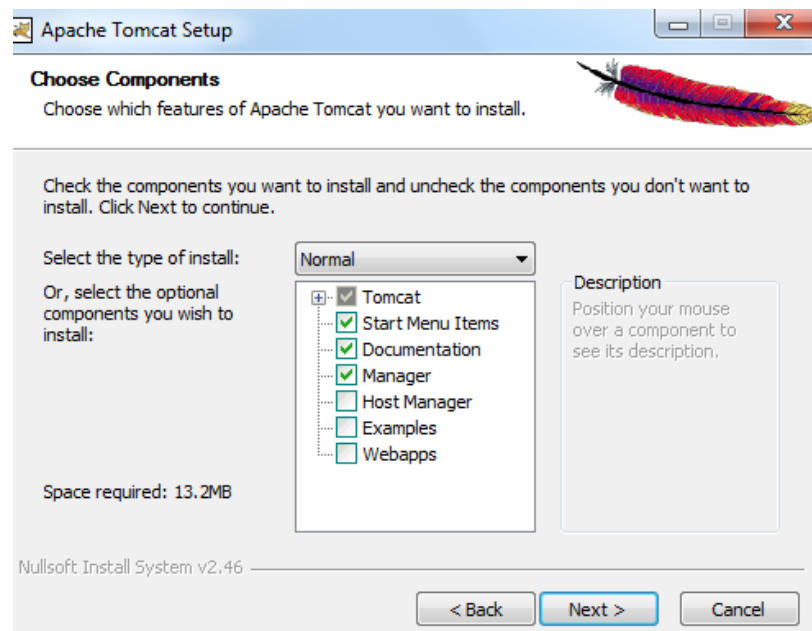 Apache Tomcat Setup
Choose Components
Choose which features of Apache Tomcat you want to install.
Check the components you want to install and uncheck the components you don't want to
install. Click Next to continue.
Select the type of install:
Normal
Or, select the optional
components you wish to
install:
Tomcat
Start Menu Items
Documentation
Manager
Host Manager
Examples
Webapps
Description
Position your mouse
over a component to
see its description.
Space required: 13.2MB
Nullsoft Install System v2.46
< Back
Next >
Cancel